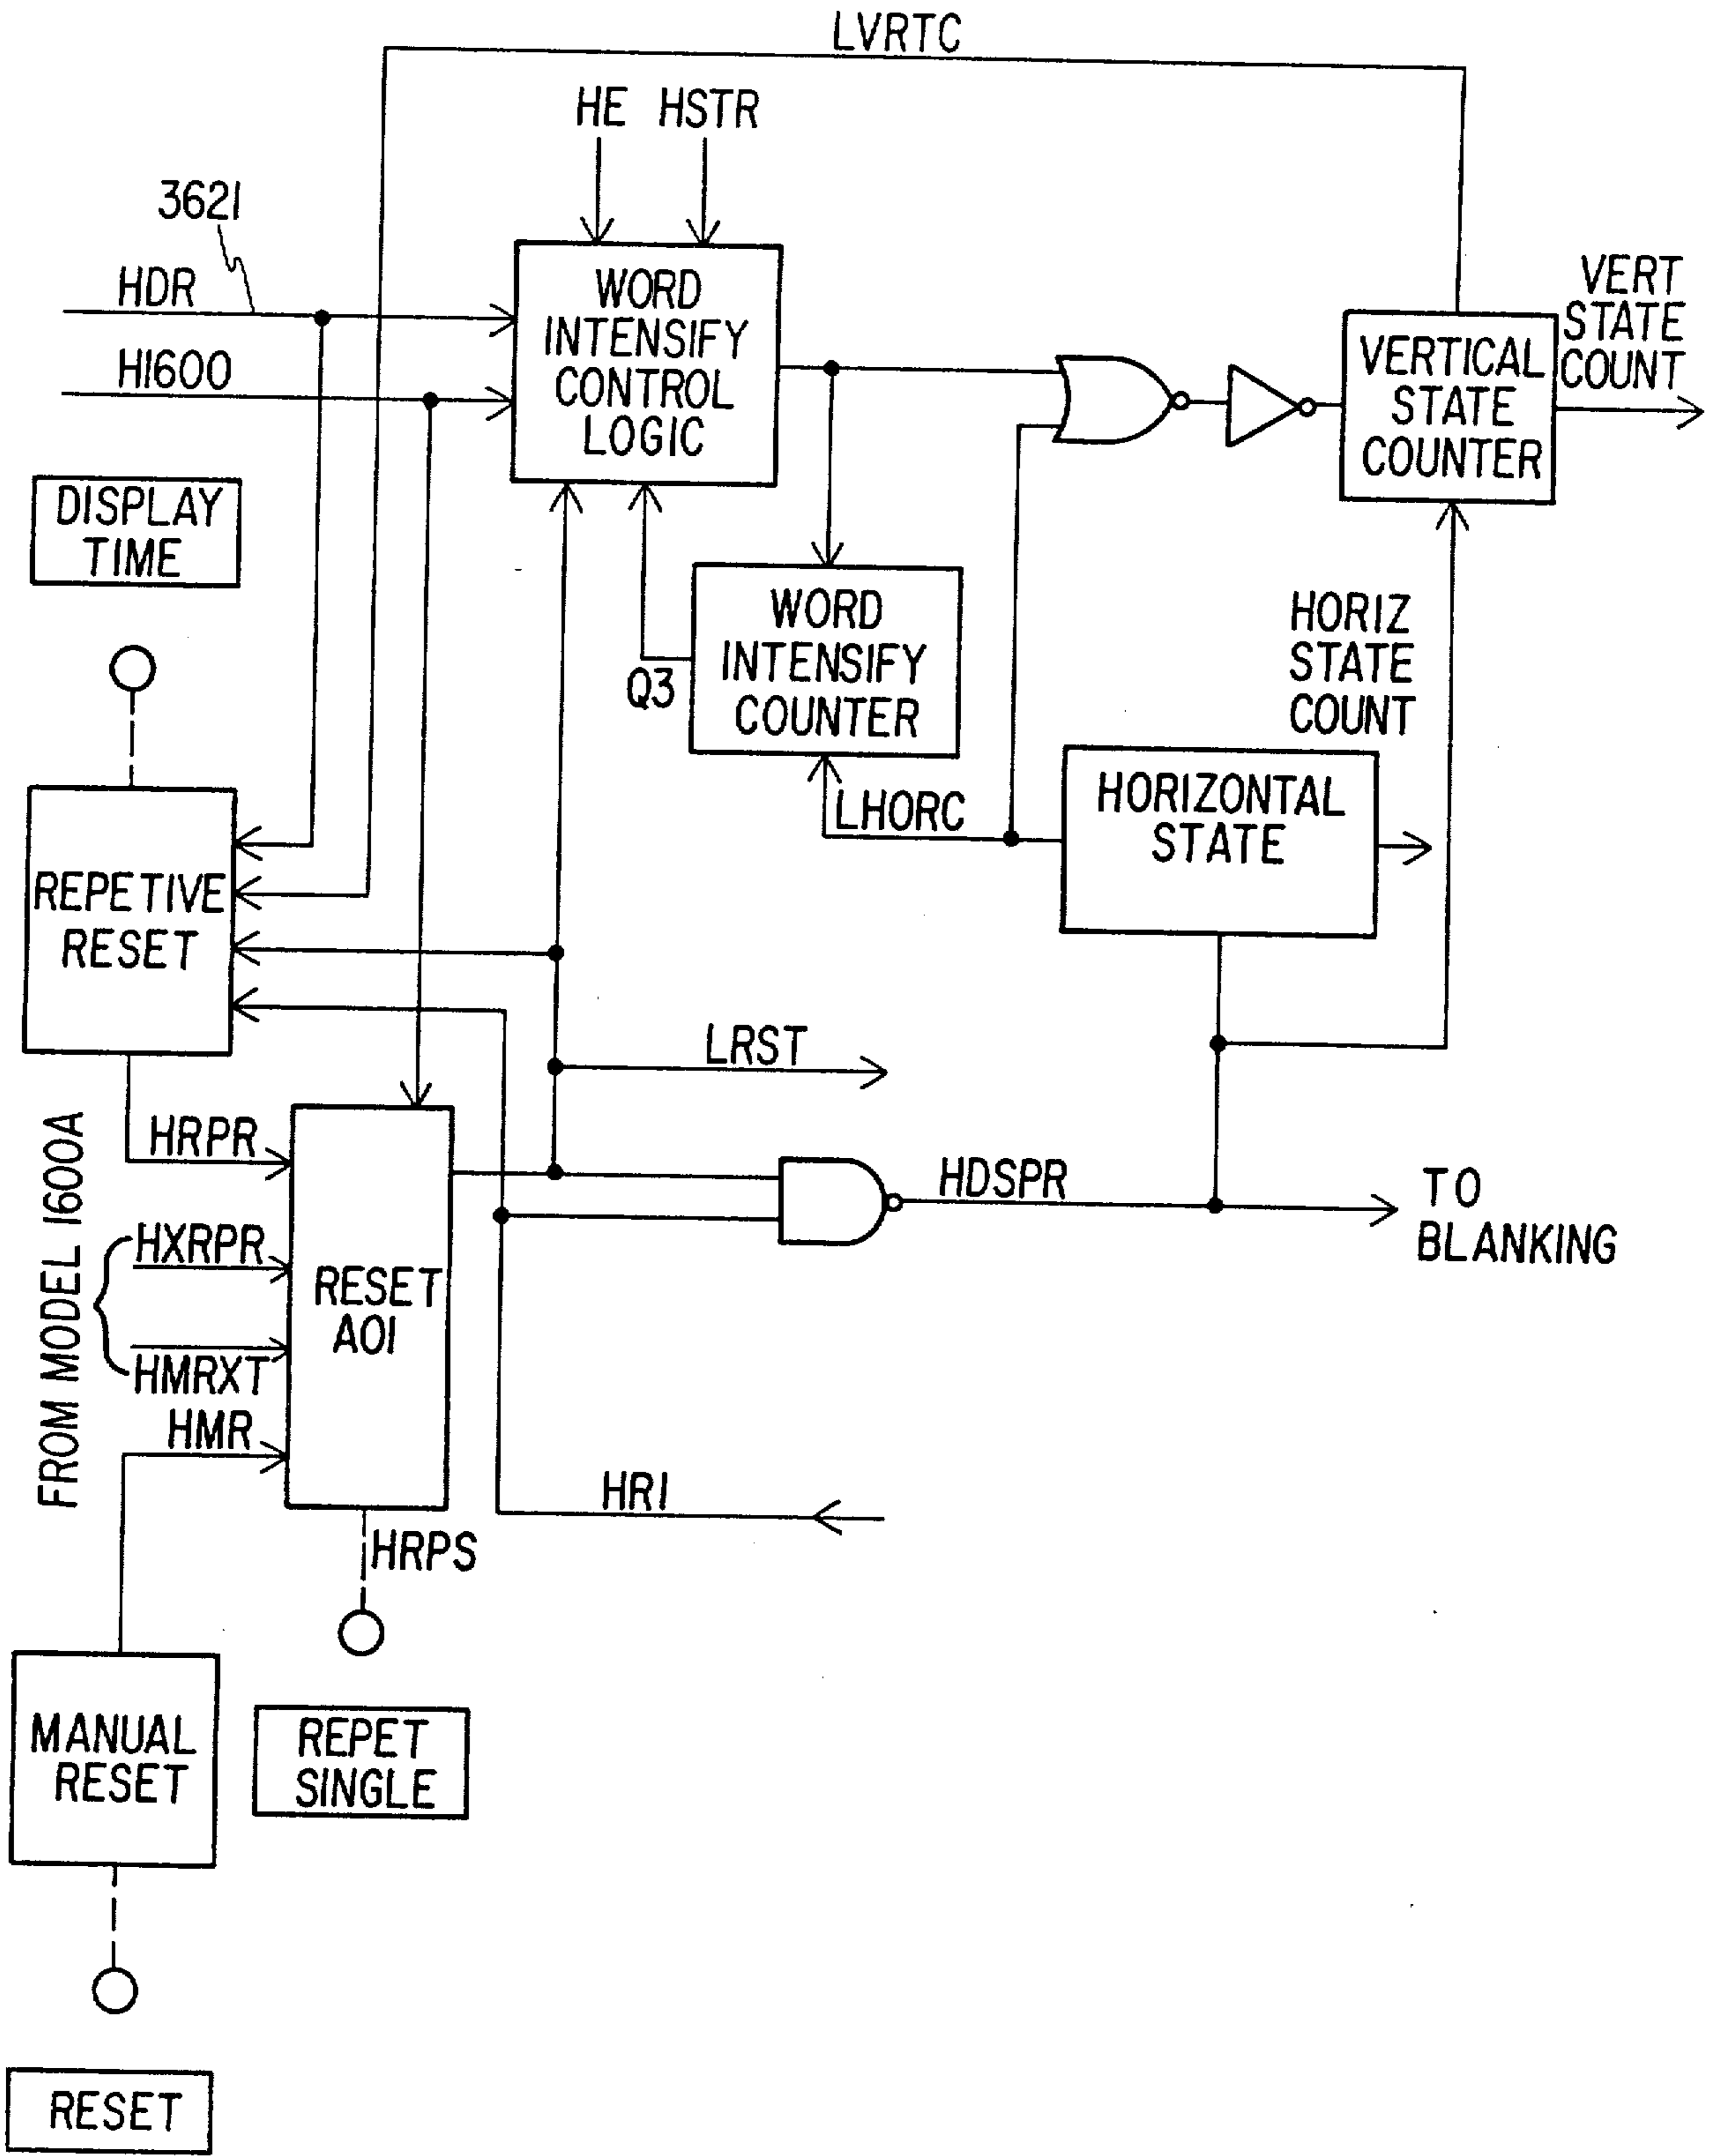 LVRTC
HE HSTR
3621
HDR
H1600
WORD
INTENSIFY
CONTROL
LOGIC
VERT
STATE
COUNT
VERTICAL
STATE
COUNTER
DISPLAY
TIME
WORD
INTENSIFY
COUNTER
Q3
HORIZ
STATE
COUNT
LHORC
HORIZONTAL
STATE
REPETIVE
RESET
LRST
HRPR
FROM MODEL 1600A
HXRPR
HMRXT
HMR
RESET
AOI
HDSPR
TO
BLANKING
HRI
HRPS
MANUAL
RESET
REPET
SINGLE
RESET